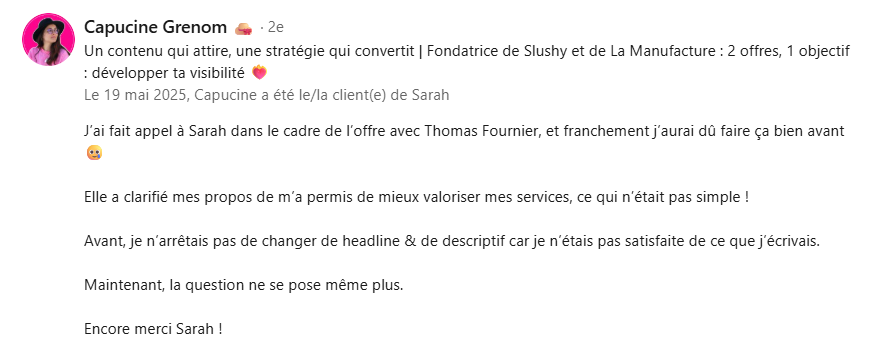 Capucine Grenom · 2e
Un contenu qui attire, une stratégie qui convertit | Fondatrice de Slushy et de La Manufacture : 2 offres, 1 objectif
: développer ta visibilité ❤️‍🔥
Le 19 mai 2025, Capucine a été le/la client(e) de Sarah
J’ai fait appel à Sarah dans le cadre de l’offre avec Thomas Fournier, et franchement j’aurai dû faire ça bien avant
🥲
Elle a clarifié mes propos de m’a permis de mieux valoriser mes services, ce qui n’était pas simple !
Avant, je n’arrêtais pas de changer de headline & de descriptif car je n’étais pas satisfaite de ce que j’écrivais.
Maintenant, la question ne se pose même plus.
Encore merci Sarah !